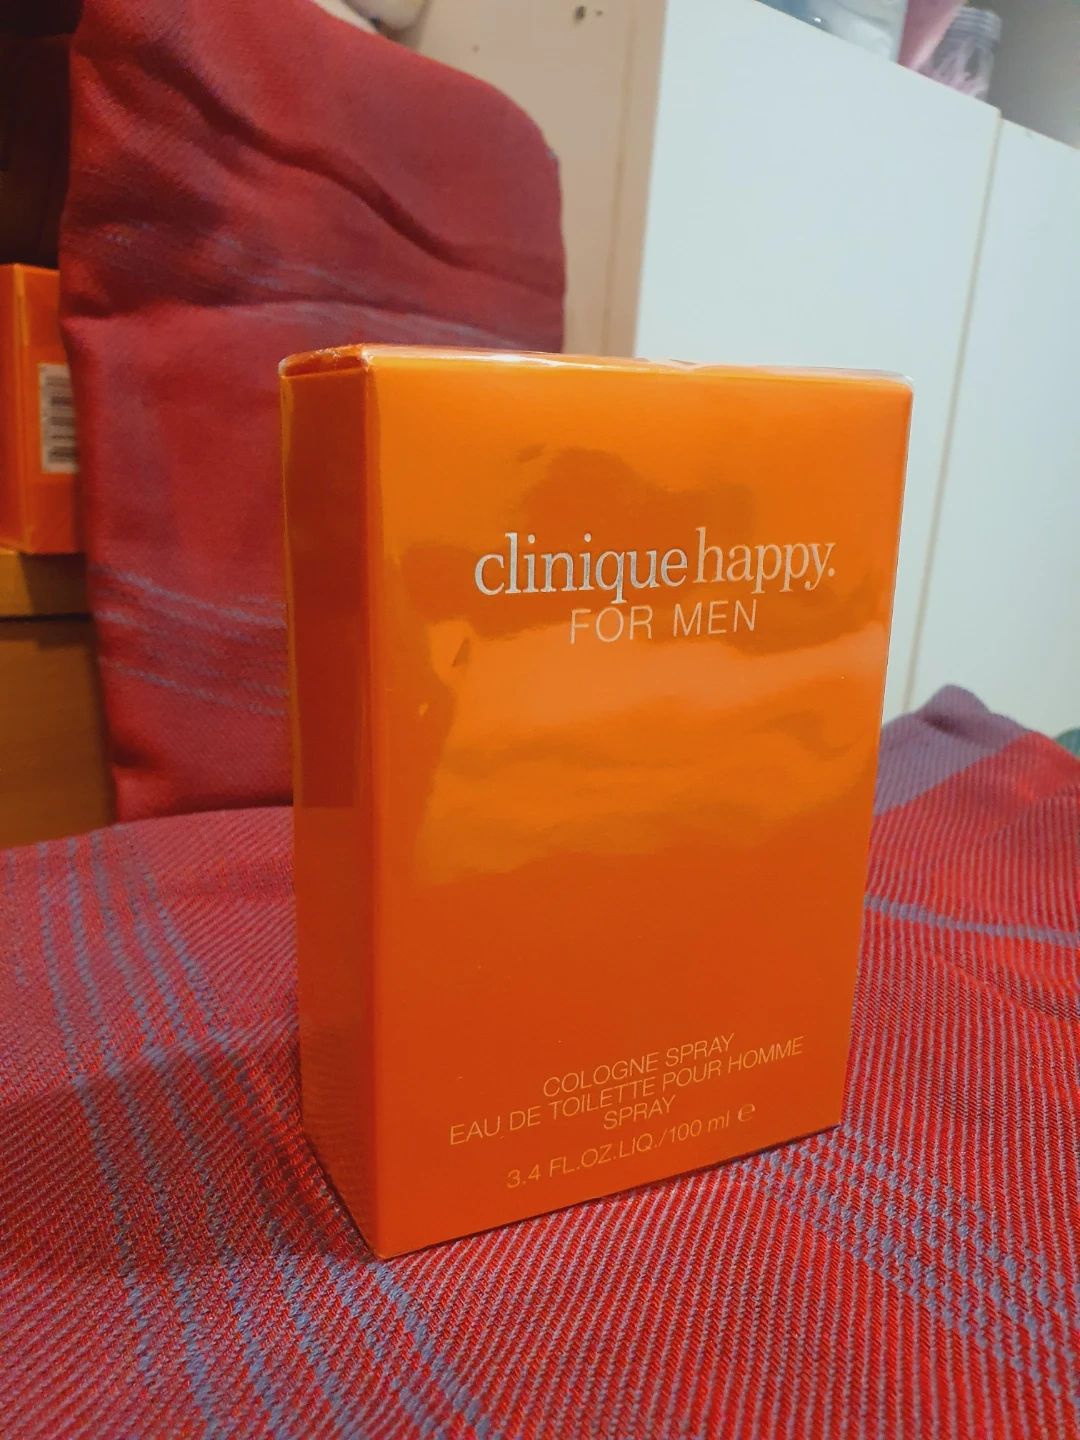 clinique happy.
FOR MEN
COLOGNE SPRAY
EAU DE TOILETTE POUR HOMME
SPRAY
3.4 FL.OZ.LIQ./100 ml ℮